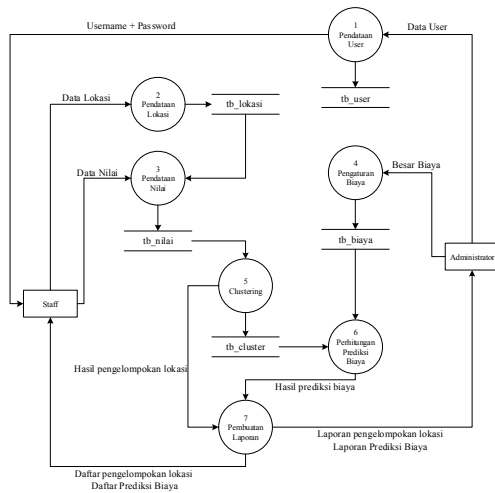 Username + Password
1
Pendataan
User
Data User
tb_user
Data Lokasi
2
Pendataan
Lokasi
tb_lokasi
Data Nilai
3
Pendataan
Nilai
tb_nilai
4
Pengaturan
Biaya
Besar Biaya
tb_biaya
Administrator
Staff
5
Clustering
tb_cluster
6
Perhitungan
Prediksi
Biaya
Hasil pengelompokan lokasi
Hasil prediksi biaya
7
Pembuatan
Laporan
Laporan pengelompokan lokasi
Laporan Prediksi Biaya
Daftar pengelompokan lokasi
Daftar Prediksi Biaya